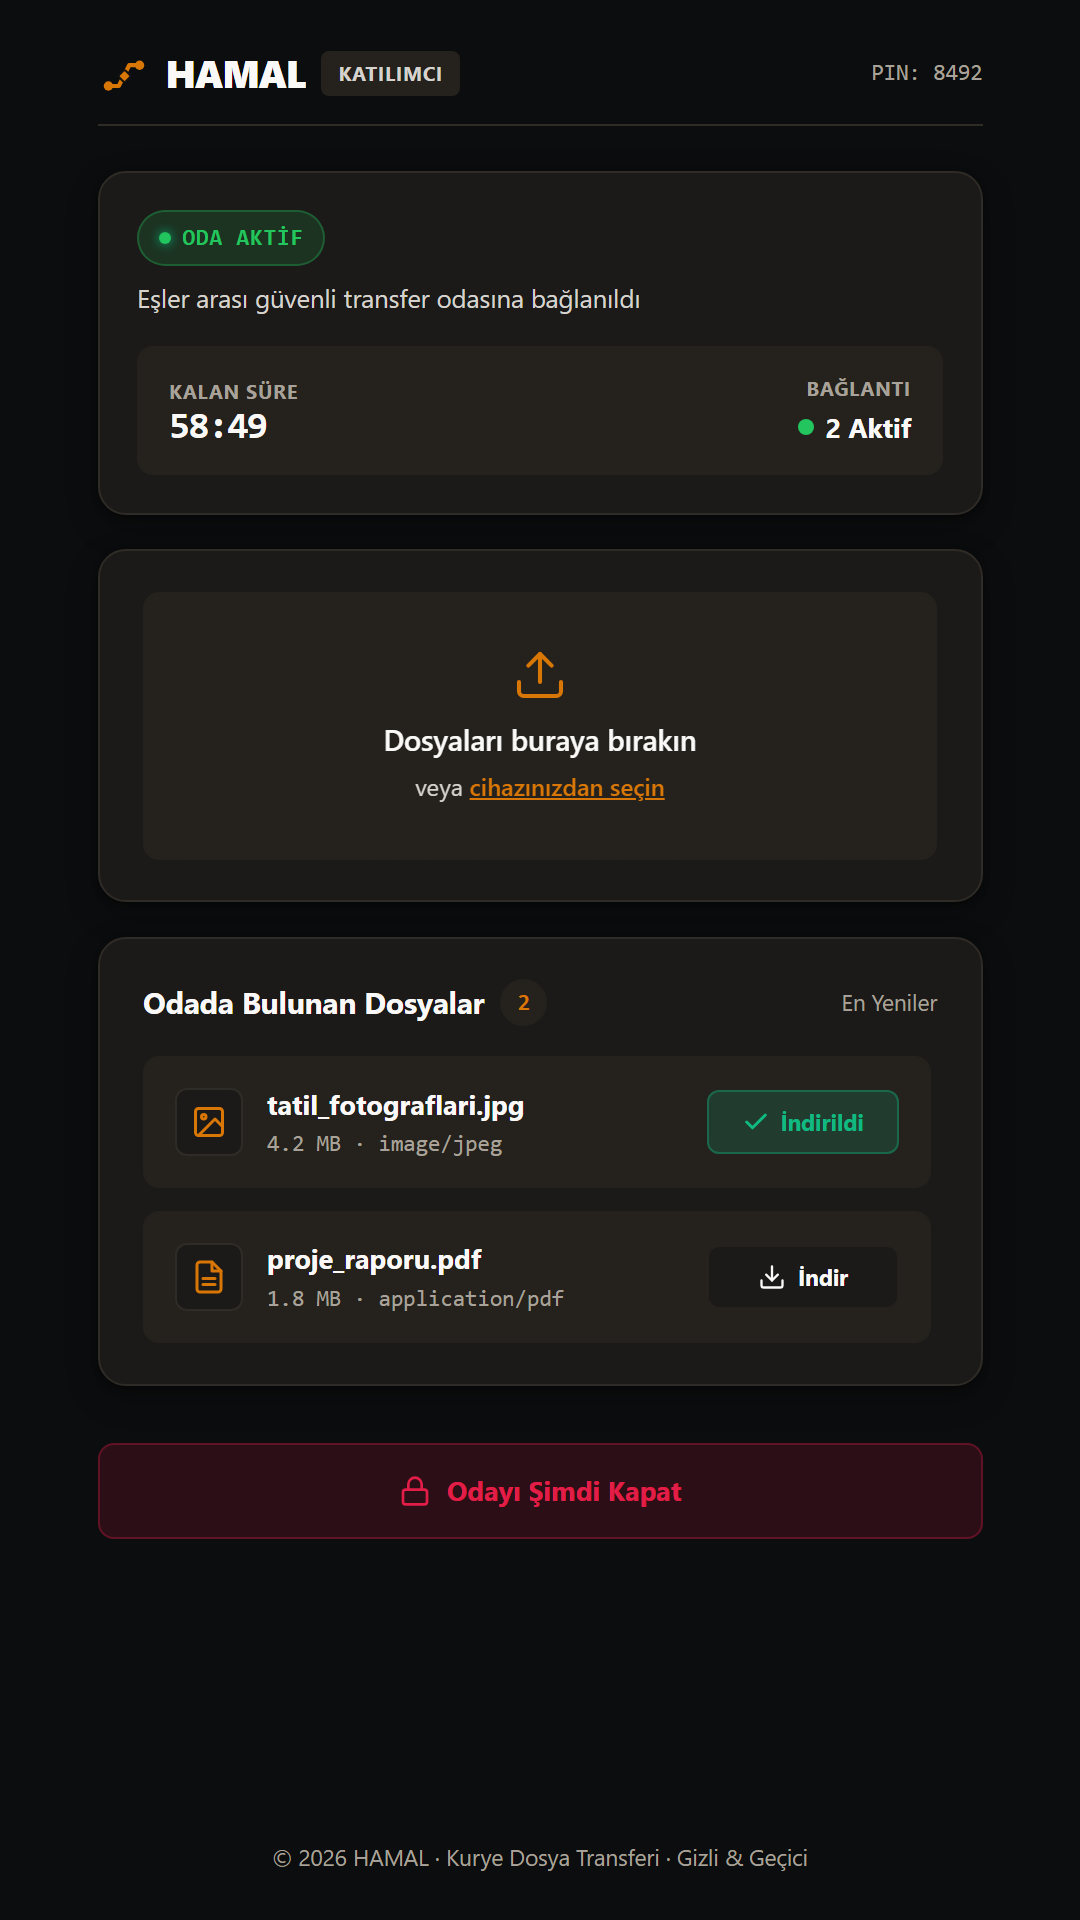 HAMAL KATILIMCI PIN: 8492
ODA AKTİF
Eşler arası güvenli transfer odasına bağlanıldı
KALAN SÜRE
58:49
BAĞLANTI
2 Aktif
Dosyaları buraya bırakın
veya cihazınızdan seçin
Odada Bulunan Dosyalar 2 En Yeniler
tatil_fotograflari.jpg
4.2 MB · image/jpeg
İndirildi
proje_raporu.pdf
1.8 MB · application/pdf
İndir
Odayı Şimdi Kapat
© 2026 HAMAL · Kurye Dosya Transferi · Gizli & Geçici